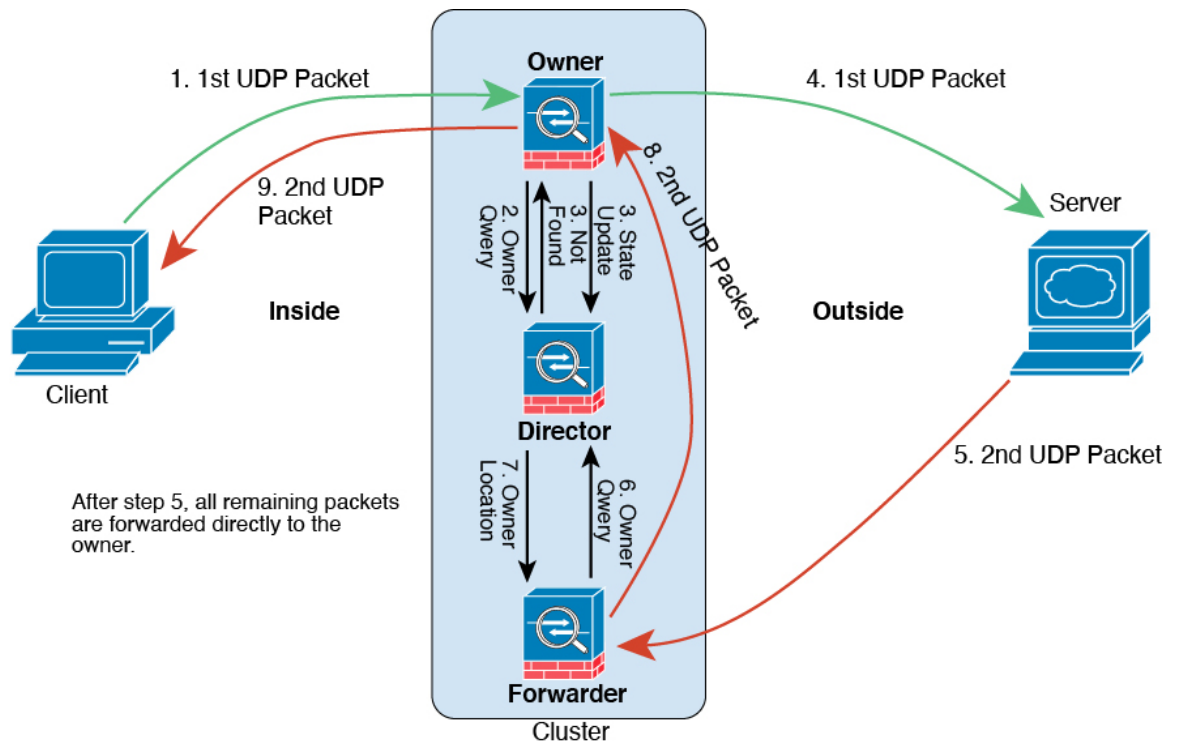 Owner
1. 1st UDP Packet
4. 1st UDP Packet
9. 2nd UDP
Packet
2. Owner
Qwery
3. Not
Found
3. State
Update
8. 2nd UDP Packet
Server
Inside
Outside
Client
Director
5. 2nd UDP Packet
7. Owner
Location
6. Owner
Qwery
After step 5, all remaining packets
are forwarded directly to the
owner.
Forwarder
Cluster